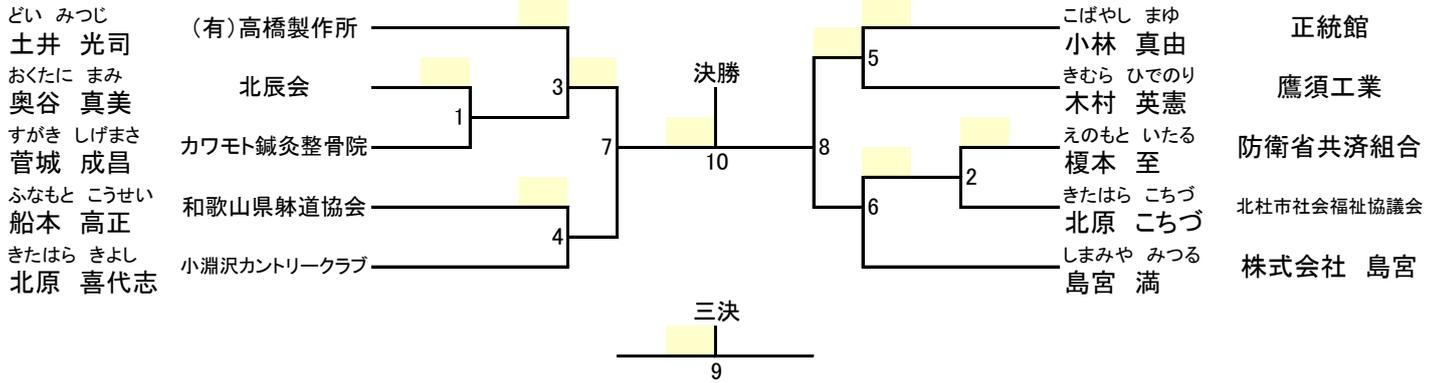 どい　みつじ
土井　光司
（有）高橋製作所
おくたに　まみ
奥谷　真美
北辰会
すがき　しげまさ
菅城　成昌
カワモト鍼灸整骨院
ふなもと　こうせい
船本　高正
和歌山県躰道協会
きたはら　きよし
北原　喜代志
小淵沢カントリークラブ
1
3
4
7
決勝
10
三決
9
8
5
2
6
こばやし　まゆ
小林　真由
正統館
きむら　ひでのり
木村　英憲
鷹須工業
えのもと　いたる
榎本　至
防衛省共済組合
きたはら　こちづ
北原　こちづ
北杜市社会福祉協議会
しまみや　みつる
島宮　満
株式会社　島宮